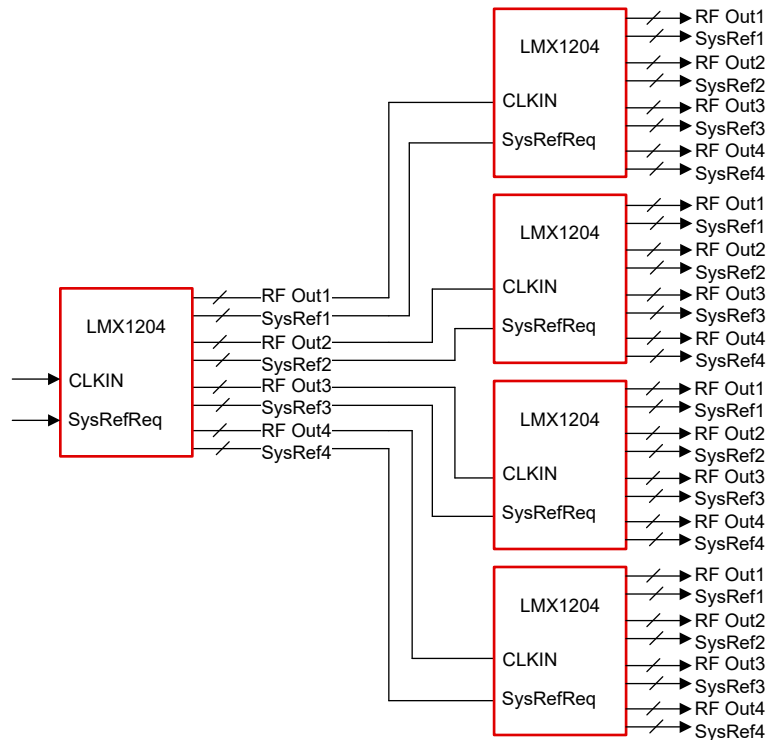 LMX1204
CLKIN
SysRefReq
RF Out1
SysRef1
RF Out2
SysRef2
RF Out3
SysRef3
RF Out4
SysRef4
LMX1204
CLKIN
SysRefReq
RF Out1
SysRef1
RF Out2
SysRef2
RF Out3
SysRef3
RF Out4
SysRef4
LMX1204
CLKIN
SysRefReq
RF Out1
SysRef1
RF Out2
SysRef2
RF Out3
SysRef3
RF Out4
SysRef4
LMX1204
CLKIN
SysRefReq
RF Out1
SysRef1
RF Out2
SysRef2
RF Out3
SysRef3
RF Out4
SysRef4
LMX1204
CLKIN
SysRefReq
RF Out1
SysRef1
RF Out2
SysRef2
RF Out3
SysRef3
RF Out4
SysRef4